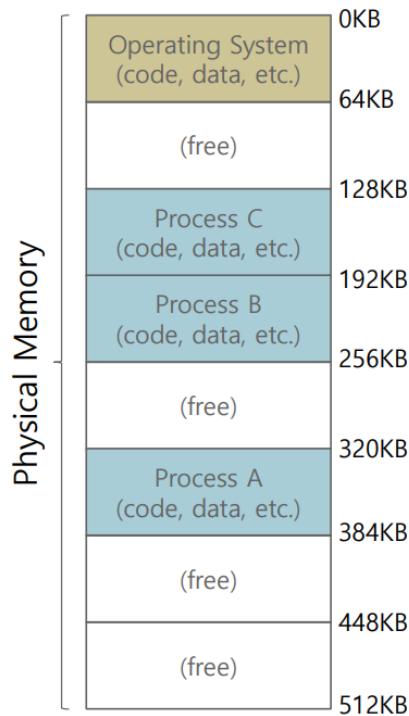 0KB
Operating System
(code, data, etc.)
64KB
(free)
128KB
Process C
(code, data, etc.)
192KB
Process B
(code, data, etc.)
256KB
(free)
320KB
Process A
(code, data, etc.)
384KB
(free)
448KB
(free)
512KB
Physical Memory